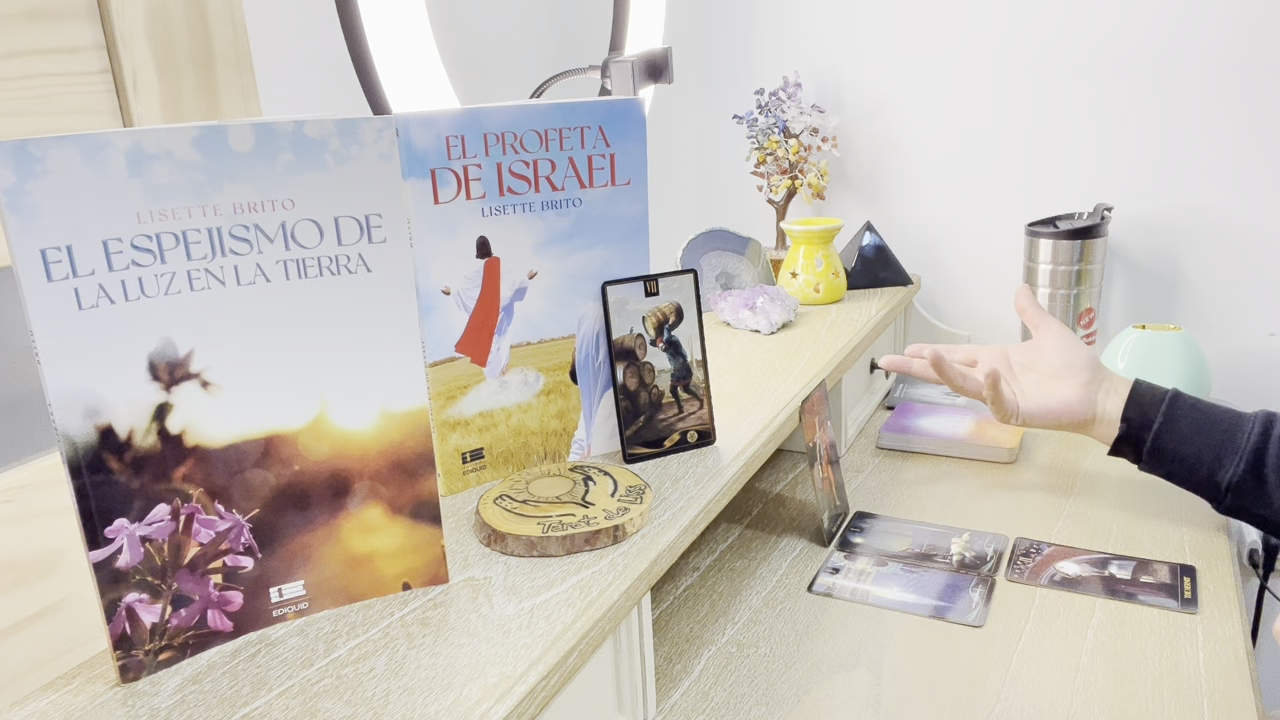 LISETTE BRITO
EL ESPEJISMO DE
LA LUZ EN LA TIERRA
EDIQUID
EL PROFETA
DE ISRAEL
LISETTE BRITO
EDIQUID
VII
Tarot de Liss